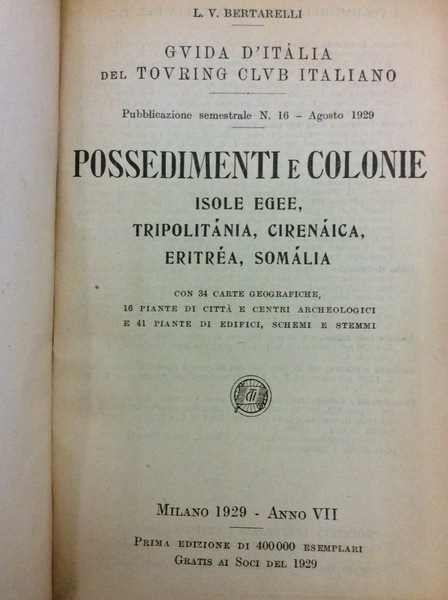 L. V. BERTARELLI
GVIDA D'ITÁLIA
DEL TOVRING CLVB ITALIANO
Pubblicazione semestrale N. 16 - Agosto 1929
POSSEDIMENTI E COLONIE
ISOLE EGEE,
TRIPOLITÁNIA, CIRENÁICA,
ERITRÉA, SOMÁLIA
CON 34 CARTE GEOGRAFICHE,
16 PIANTE DI CITTÀ E CENTRI ARCHEOLOGICI
E 41 PIANTE DI EDIFICI, SCHEMI E STEMMI
MILANO 1929 - ANNO VII
PRIMA EDIZIONE DI 400000 ESEMPLARI
GRATIS AI SOCI DEL 1929